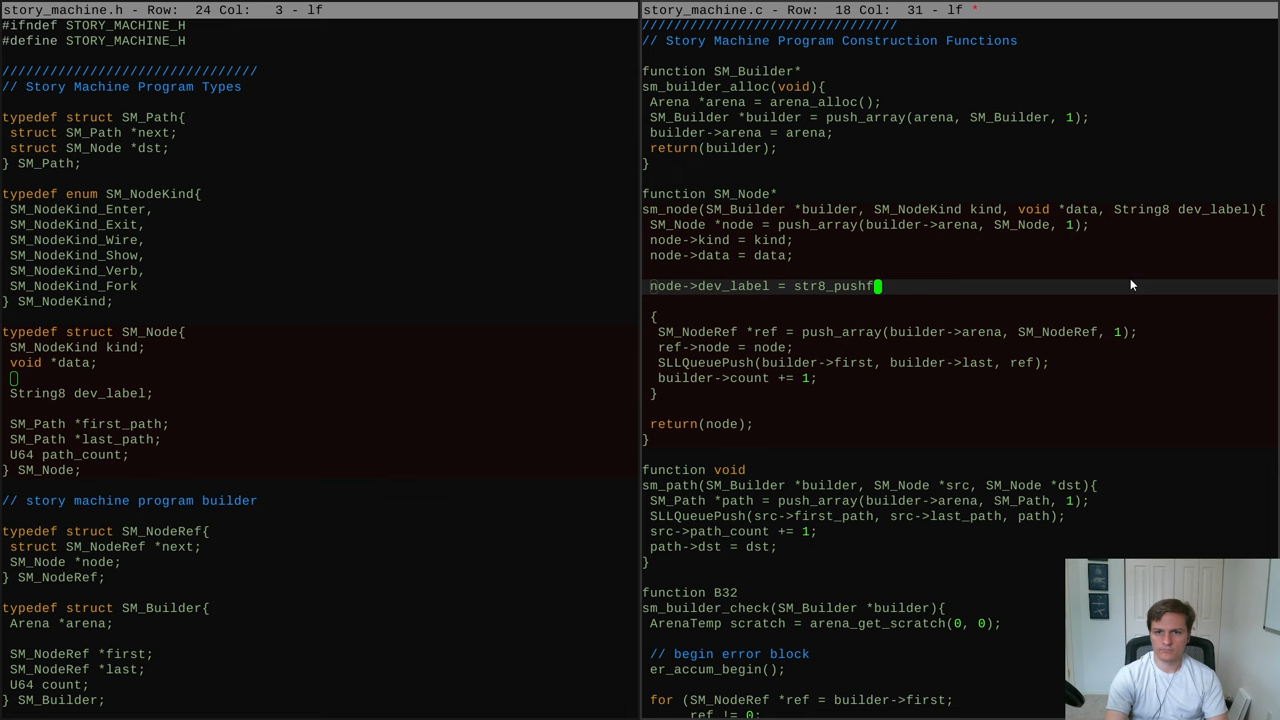 story_machine.h - Row: 24 Col: 3 - lf
#ifndef STORY_MACHINE_H
#define STORY_MACHINE_H
////////////////////////////////
// Story Machine Program Types
typedef struct SM_Path{
struct SM_Path *next;
struct SM_Node *dst;
} SM_Path;
typedef enum SM_NodeKind{
SM_NodeKind_Enter,
SM_NodeKind_Exit,
SM_NodeKind_Wire,
SM_NodeKind_Show,
SM_NodeKind_Verb,
SM_NodeKind_Fork
} SM_NodeKind;
typedef struct SM_Node{
SM_NodeKind kind;
void *data;
String8 dev_label;
SM_Path *first_path;
SM_Path *last_path;
U64 path_count;
} SM_Node;
// story machine program builder
typedef struct SM_NodeRef{
struct SM_NodeRef *next;
SM_Node *node;
} SM_NodeRef;
typedef struct SM_Builder{
Arena *arena;
SM_NodeRef *first;
SM_NodeRef *last;
U64 count;
} SM_Builder;
story_machine.c - Row: 18 Col: 31 - lf *
////////////////////////////////
// Story Machine Program Construction Functions
function SM_Builder*
sm_builder_alloc(void){
Arena *arena = arena_alloc();
SM_Builder *builder = push_array(arena, SM_Builder, 1);
builder->arena = arena;
return(builder);
}
function SM_Node*
sm_node(SM_Builder *builder, SM_NodeKind kind, void *data, String8 dev_label){
SM_Node *node = push_array(builder->arena, SM_Node, 1);
node->kind = kind;
node->data = data;
node->dev_label = str8_pushf
{
SM_NodeRef *ref = push_array(builder->arena, SM_NodeRef, 1);
ref->node = node;
SLLQueuePush(builder->first, builder->last, ref);
builder->count += 1;
}
return(node);
}
function void
sm_path(SM_Builder *builder, SM_Node *src, SM_Node *dst){
SM_Path *path = push_array(builder->arena, SM_Path, 1);
SLLQueuePush(src->first_path, src->last_path, path);
src->path_count += 1;
path->dst = dst;
}
function B32
sm_builder_check(SM_Builder *builder){
ArenaTemp scratch = arena_get_scratch(0, 0);
// begin error block
er_accum_begin();
for (SM_NodeRef *ref = builder->first;
ref != 0;